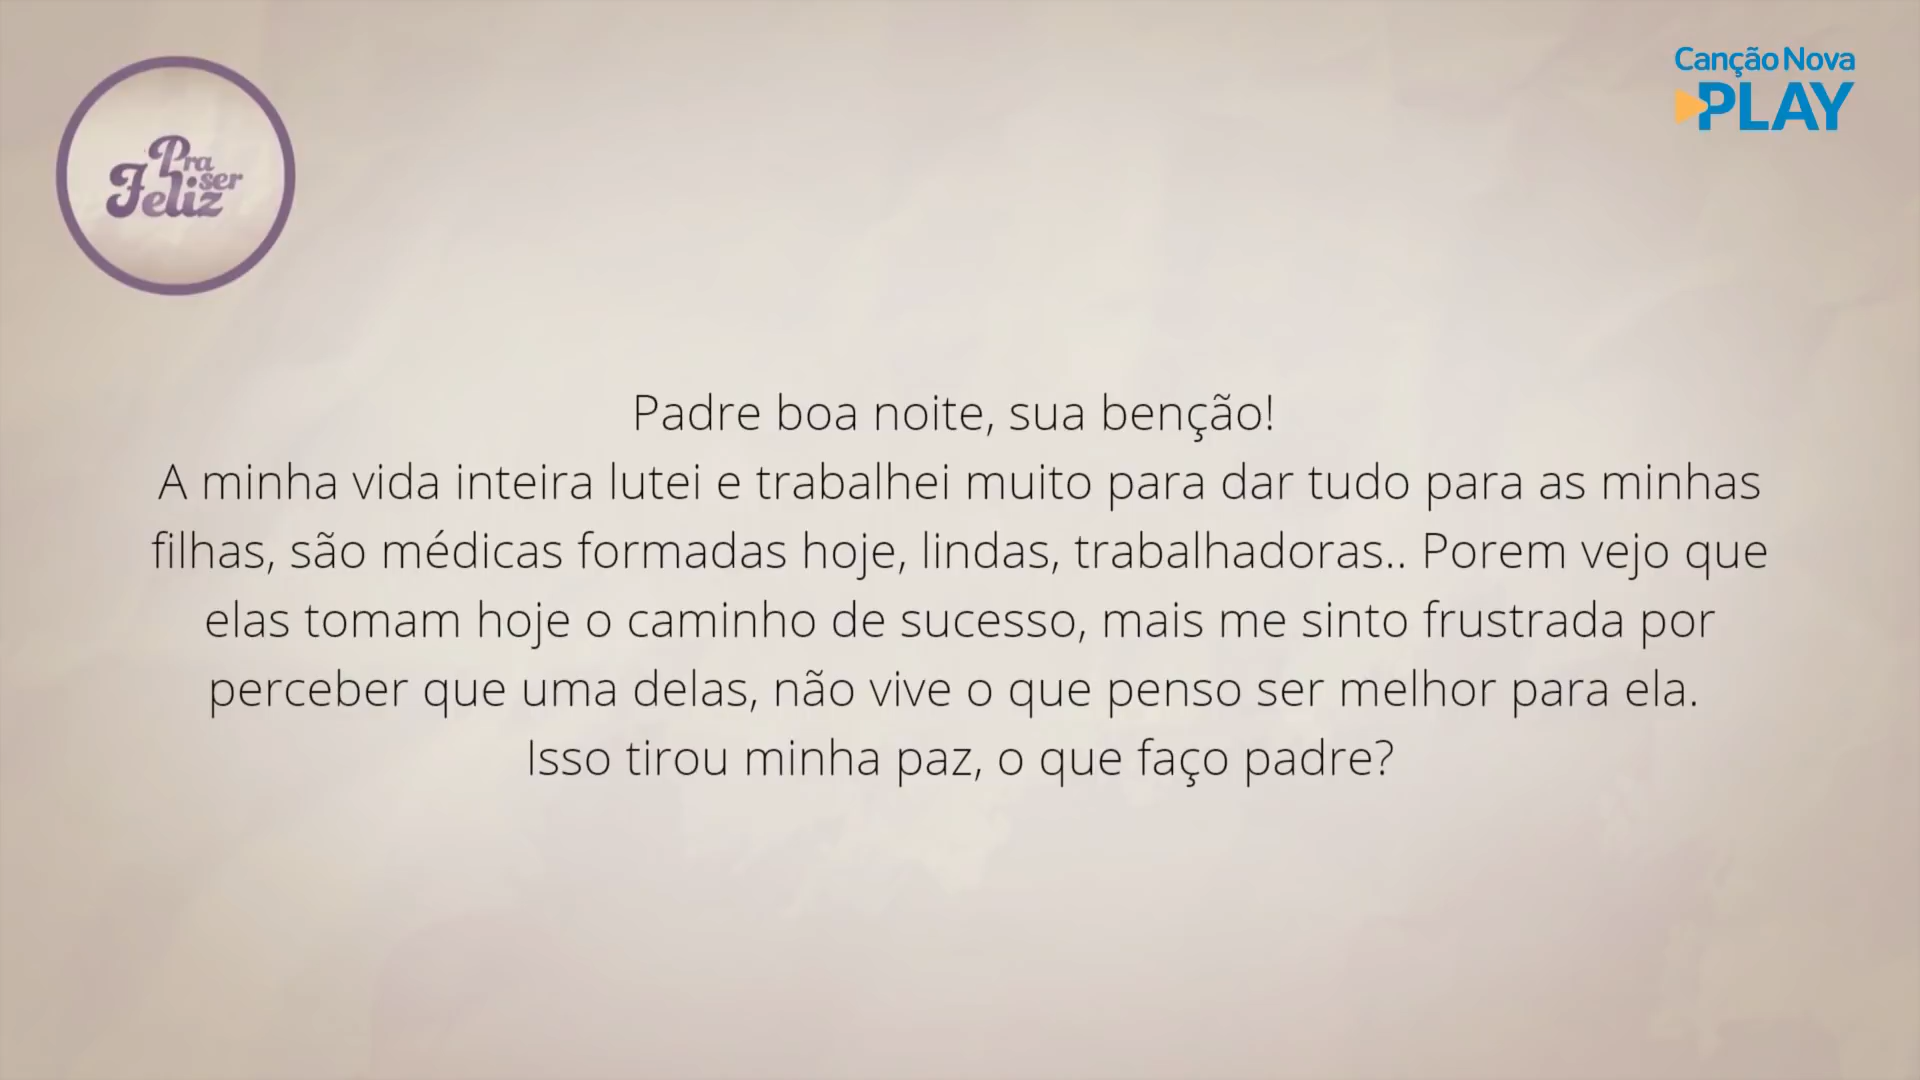 Pra
ser
Feliz
Canção Nova
PLAY
Padre boa noite, sua benção!
A minha vida inteira lutei e trabalhei muito para dar tudo para as minhas
filhas, são médicas formadas hoje, lindas, trabalhadoras.. Porem vejo que
elas tomam hoje o caminho de sucesso, mais me sinto frustrada por
perceber que uma delas, não vive o que penso ser melhor para ela.
Isso tirou minha paz, o que faço padre?